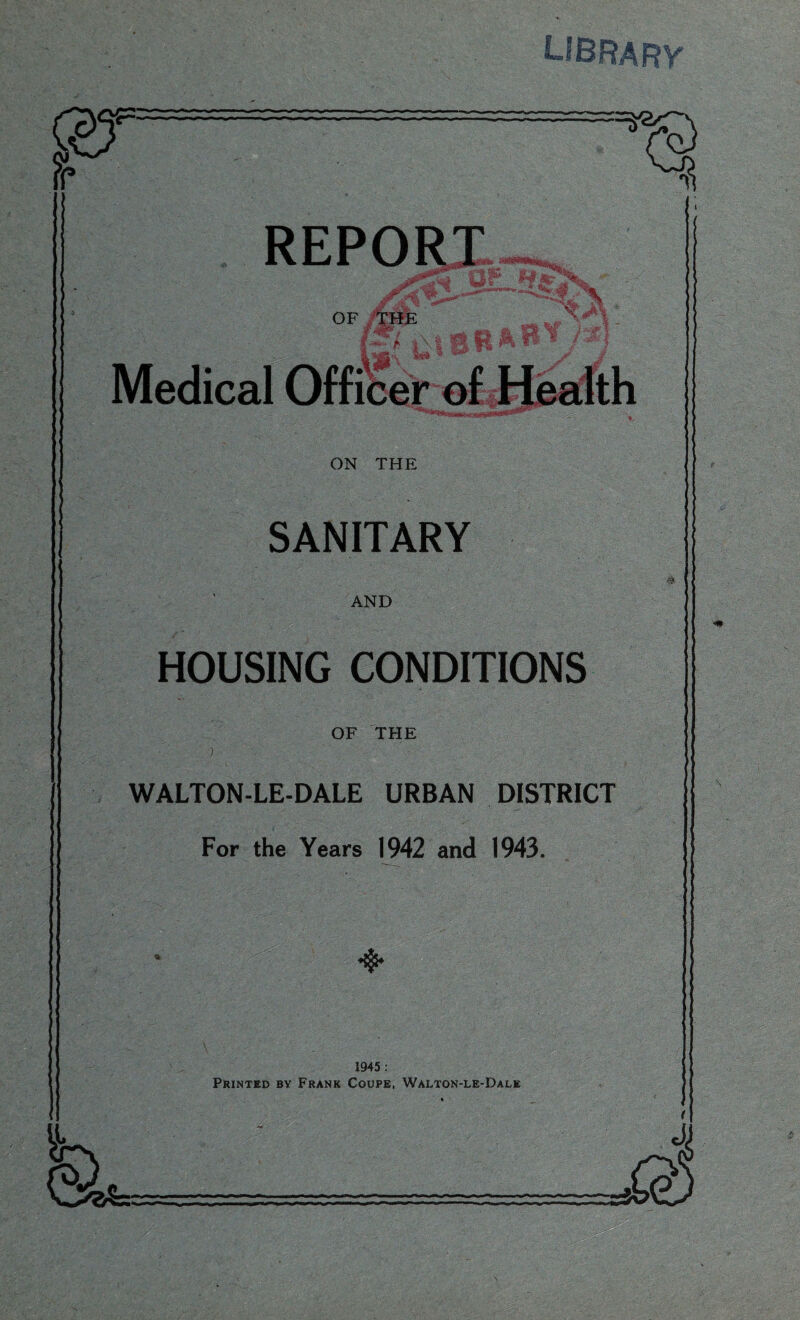 LIBRARY
REPORT
OF THE
LIBRARY
Medical Officer of Health
ON THE
SANITARY
AND
HOUSING CONDITIONS
OF THE
WALTON-LE-DALE URBAN DISTRICT
For the Years 1942 and 1943.
1945:
PRINTED BY FRANK COUPE, WALTON-LE-DALE